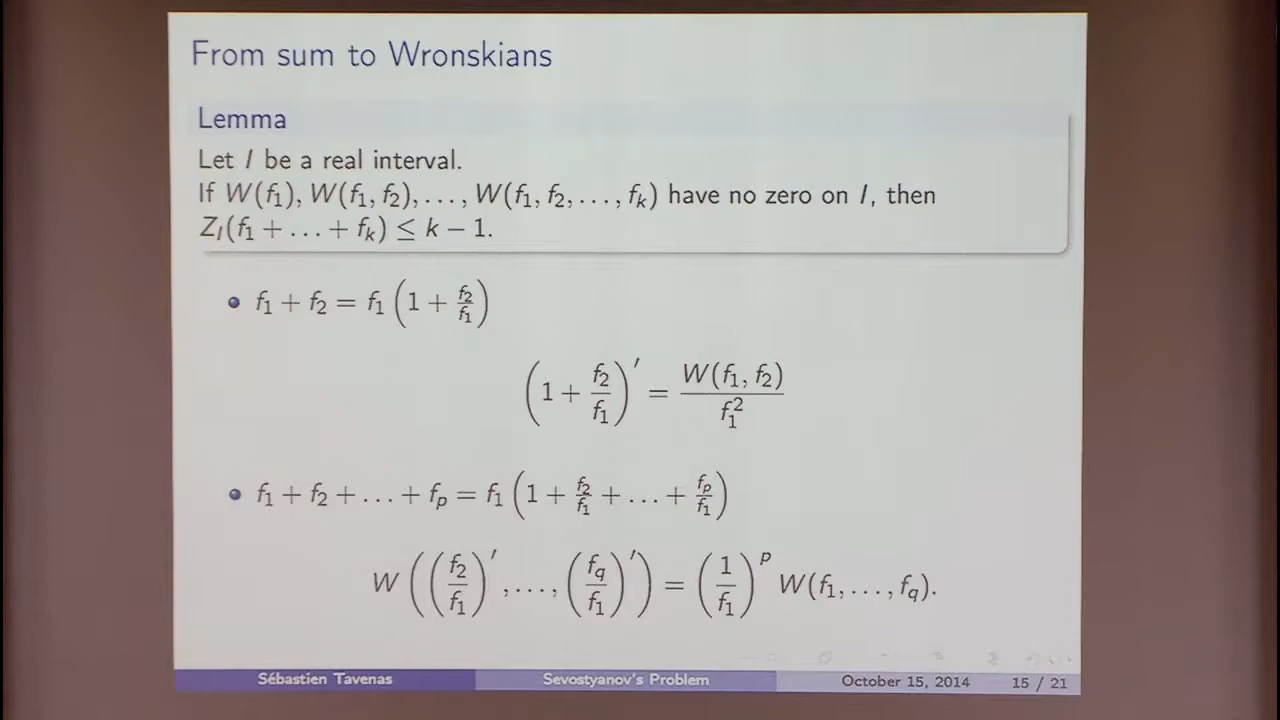 From sum to Wronskians
Lemma
Let I be a real interval.
If W(f₁), W(f₁, f₂), . . . , W(f₁, f₂, . . . , fₖ) have no zero on I, then
Z_I(f₁ + . . . + fₖ) ≤ k − 1.
• f₁ + f₂ = f₁ (1 + f₂/f₁)
(1 + f₂/f₁)′ = W(f₁, f₂)/f₁²
• f₁ + f₂ + . . . + fₚ = f₁ (1 + f₂/f₁ + . . . + fₚ/f₁)
W((f₂/f₁)′, . . . , (f_q/f₁)′) = (1/f₁)ᵖ W(f₁, . . . , f_q).
Sébastien Tavenas Sevostyanov's Problem October 15, 2014 15 / 21